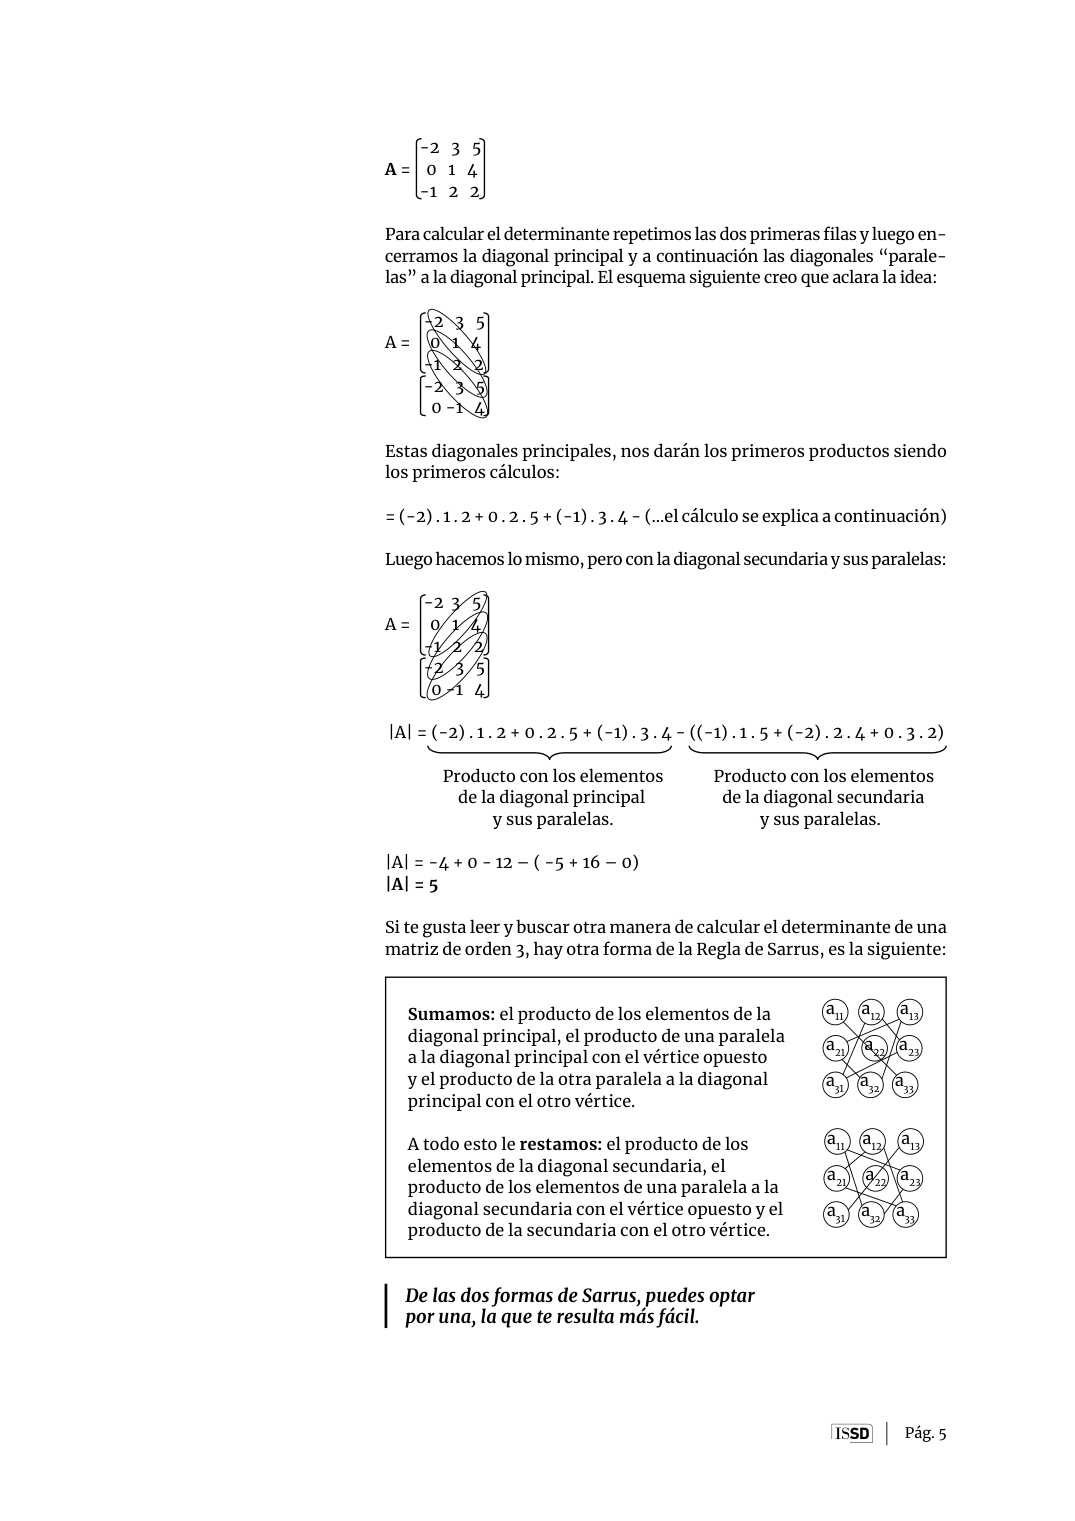 A = -2 3 5
0 1 4
-1 2 2
Para calcular el determinante repetimos las dos primeras filas y luego en-
cerramos la diagonal principal y a continuación las diagonales “parale-
las” a la diagonal principal. El esquema siguiente creo que aclara la idea:
-2 3 5
A = 0 1 4
-1 2 2
-2 3 5
0 -1 4
Estas diagonales principales, nos darán los primeros productos siendo
los primeros cálculos:
= (-2) . 1 . 2 + 0 . 2 . 5 + (-1) . 3 . 4 - (...el cálculo se explica a continuación)
Luego hacemos lo mismo, pero con la diagonal secundaria y sus paralelas:
-2 3 5
A = 0 1 4
-1 2 2
-2 3 5
0 -1 4
|A| = (-2) . 1 . 2 + 0 . 2 . 5 + (-1) . 3 . 4 - ((-1) . 1 . 5 + (-2) . 2 . 4 + 0 . 3 . 2)
Producto con los elementos
de la diagonal principal
y sus paralelas.
Producto con los elementos
de la diagonal secundaria
y sus paralelas.
|A| = -4 + 0 - 12 – ( -5 + 16 – 0)
|A| = 5
Si te gusta leer y buscar otra manera de calcular el determinante de una
matriz de orden 3, hay otra forma de la Regla de Sarrus, es la siguiente:
Sumamos: el producto de los elementos de la
diagonal principal, el producto de una paralela
a la diagonal principal con el vértice opuesto
y el producto de la otra paralela a la diagonal
principal con el otro vértice.
a11 a12 a13
a21 a22 a23
a31 a32 a33
A todo esto le restamos: el producto de los
elementos de la diagonal secundaria, el
producto de los elementos de una paralela a la
diagonal secundaria con el vértice opuesto y el
producto de la secundaria con el otro vértice.
a11 a12 a13
a21 a22 a23
a31 a32 a33
De las dos formas de Sarrus, puedes optar
por una, la que te resulta más fácil.
ISSD Pág. 5